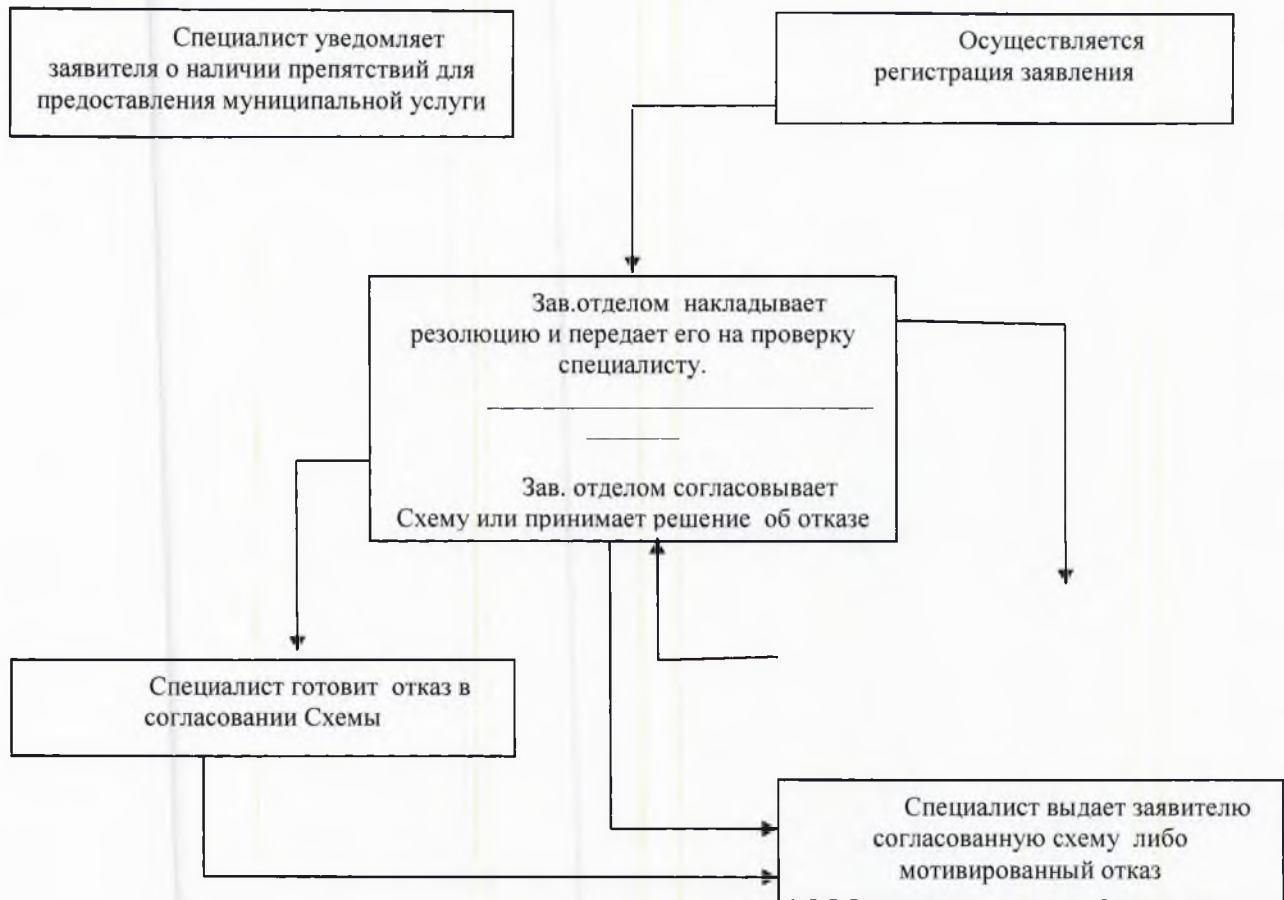 Специалист уведомляет
заявителя о наличии препятствий для
предоставления муниципальной услуги
Осуществляется
регистрация заявления
Зав.отделом накладывает
резолюцию и передает его на проверку
специалисту.
Зав. отделом согласовывает
Схему или принимает решение об отказе
Специалист готовит отказ в
согласовании Схемы
Специалист выдает заявителю
согласованную схему либо
мотивированный отказ